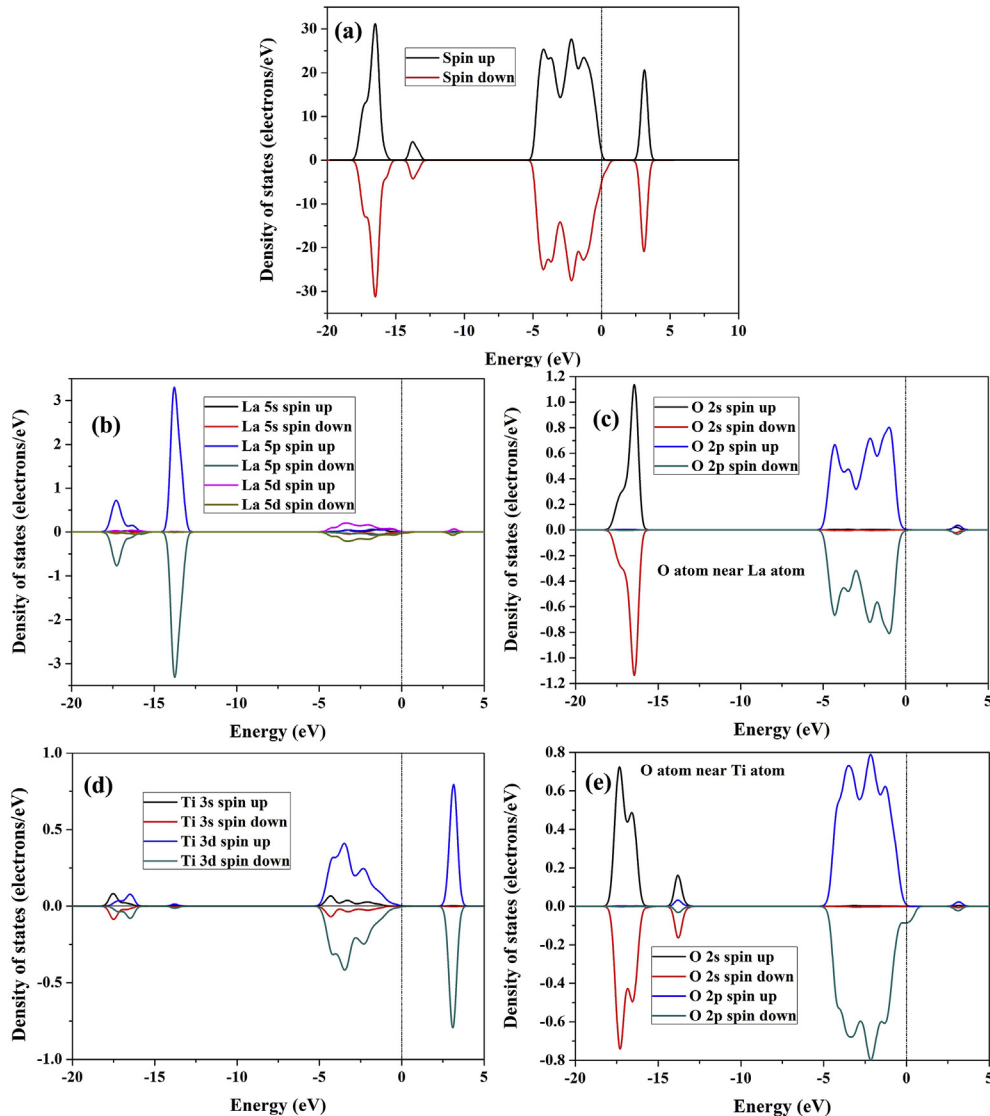 (a)
Spin up
Spin down
Density of states (electrons/eV)
30
20
10
0
-10
-20
-30
-20 -15 -10 -5 0 5 10
Energy (eV)
(b)
La 5s spin up
La 5s spin down
La 5p spin up
La 5p spin down
La 5d spin up
La 5d spin down
Density of states (electrons/eV)
3
2
1
0
-1
-2
-3
-20 -15 -10 -5 0 5
Energy (eV)
(c)
O 2s spin up
O 2s spin down
O 2p spin up
O 2p spin down
O atom near La atom
Density of states (electrons/eV)
1.2
1.0
0.8
0.6
0.4
0.2
0.0
-0.2
-0.4
-0.6
-0.8
-1.0
-1.2
-20 -15 -10 -5 0 5
Energy (eV)
(d)
Ti 3s spin up
Ti 3s spin down
Ti 3d spin up
Ti 3d spin down
Density of states (electrons/eV)
1.0
0.5
0.0
-0.5
-1.0
-20 -15 -10 -5 0 5
Energy (eV)
O atom near Ti atom
(e)
O 2s spin up
O 2s spin down
O 2p spin up
O 2p spin down
Density of states (electrons/eV)
0.8
0.6
0.4
0.2
0.0
-0.2
-0.4
-0.6
-0.8
-20 -15 -10 -5 0 5
Energy (eV)